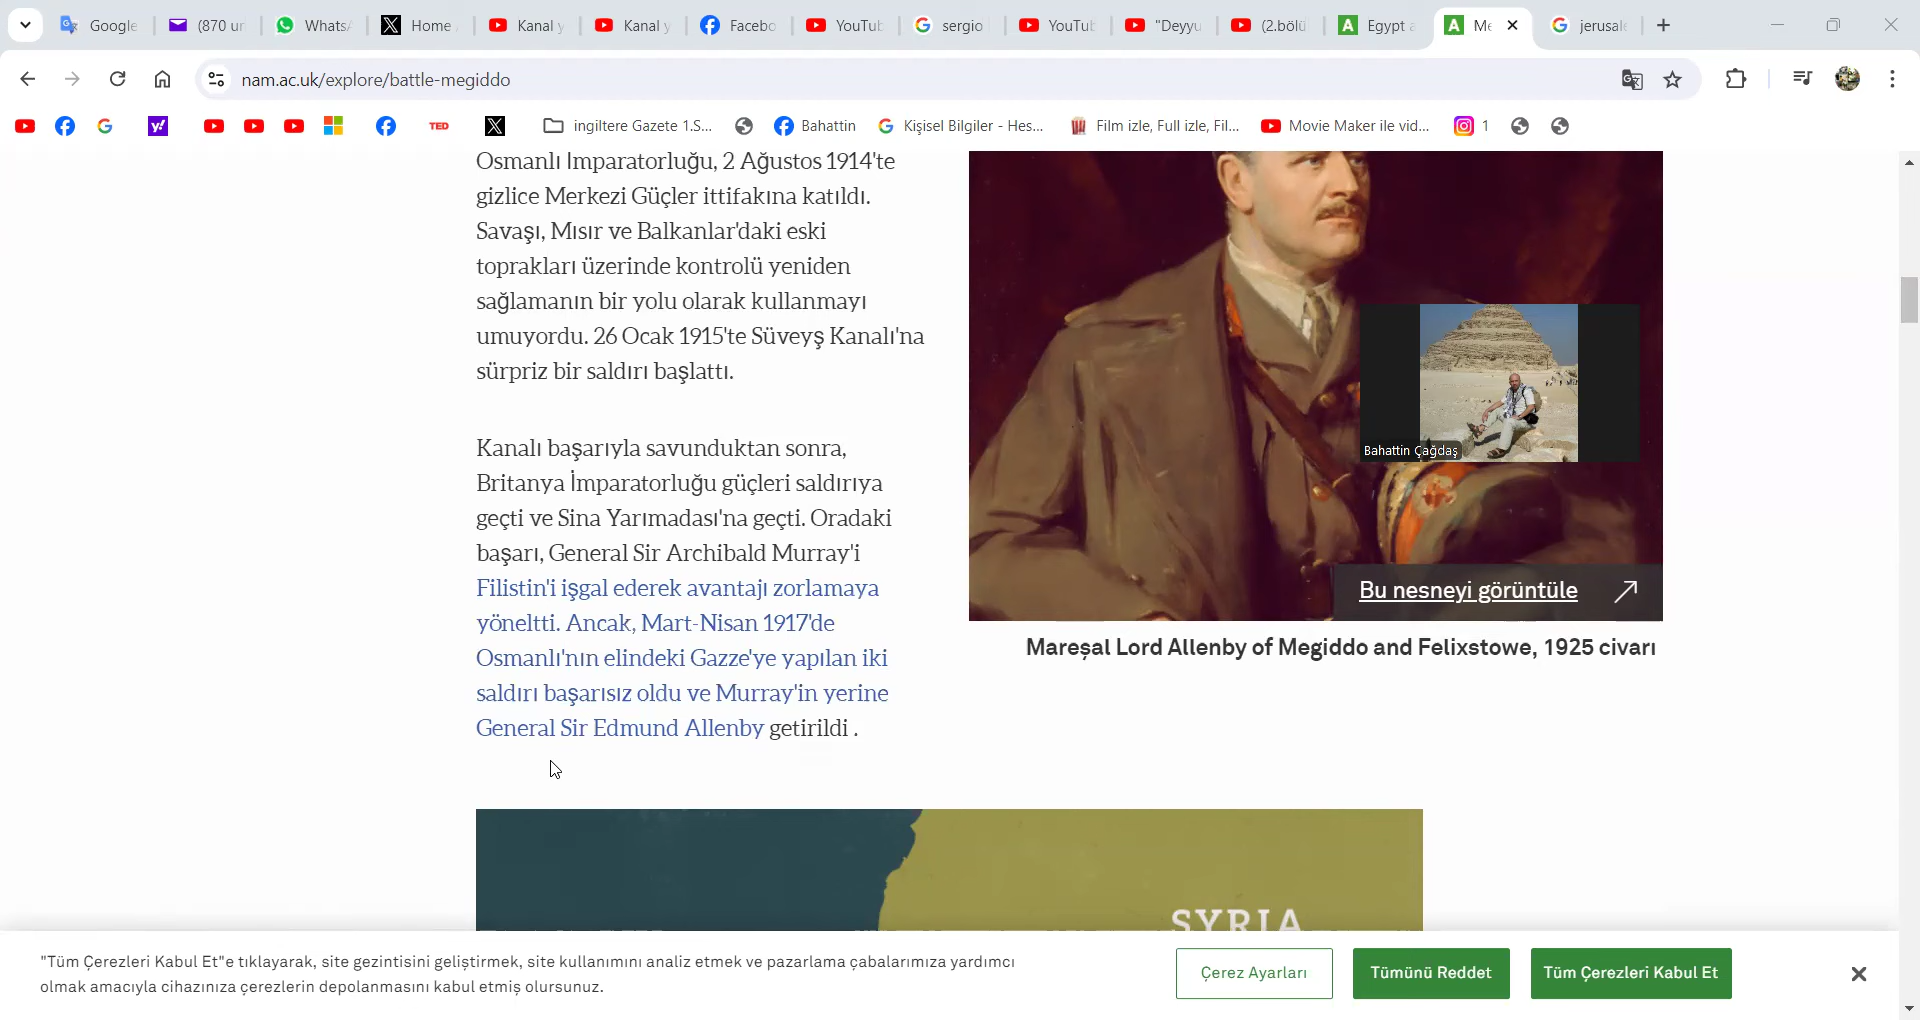 Google
(870 un
WhatsA
Home
Kanal y
Kanal y
Facebo
YouTub
sergio
YouTub
"Deyyu
(2.bölü
Egypt a
Me
jerusale
nam.ac.uk/explore/battle-megiddo
TED
ingiltere Gazete 1.S...
Bahattin
Kişisel Bilgiler - Hes...
Film izle, Full izle, Fil...
Movie Maker ile vid...
1
Osmanlı İmparatorluğu, 2 Ağustos 1914'te
gizlice Merkezi Güçler ittifakına katıldı.
Savaşı, Mısır ve Balkanlar'daki eski
toprakları üzerinde kontrolü yeniden
sağlamanın bir yolu olarak kullanmayı
umuyordu. 26 Ocak 1915'te Süveyş Kanalı'na
sürpriz bir saldırı başlattı.
Kanalı başarıyla savunduktan sonra,
Britanya İmparatorluğu güçleri saldırıya
geçti ve Sina Yarımadası'na geçti. Oradaki
başarı, General Sir Archibald Murray'i
Filistin'i işgal ederek avantajı zorlamaya
yöneltti. Ancak, Mart-Nisan 1917'de
Osmanlı'nın elindeki Gazze'ye yapılan iki
saldırı başarısız oldu ve Murray'in yerine
General Sir Edmund Allenby getirildi .
Bahattin Çağdaş
Bu nesneyi görüntüle
Mareşal Lord Allenby of Megiddo and Felixstowe, 1925 civarı
SYRIA
"Tüm Çerezleri Kabul Et"e tıklayarak, site gezintisini geliştirmek, site kullanımını analiz etmek ve pazarlama çabalarımıza yardımcı
olmak amacıyla cihazınıza çerezlerin depolanmasını kabul etmiş olursunuz.
Çerez Ayarları
Tümünü Reddet
Tüm Çerezleri Kabul Et